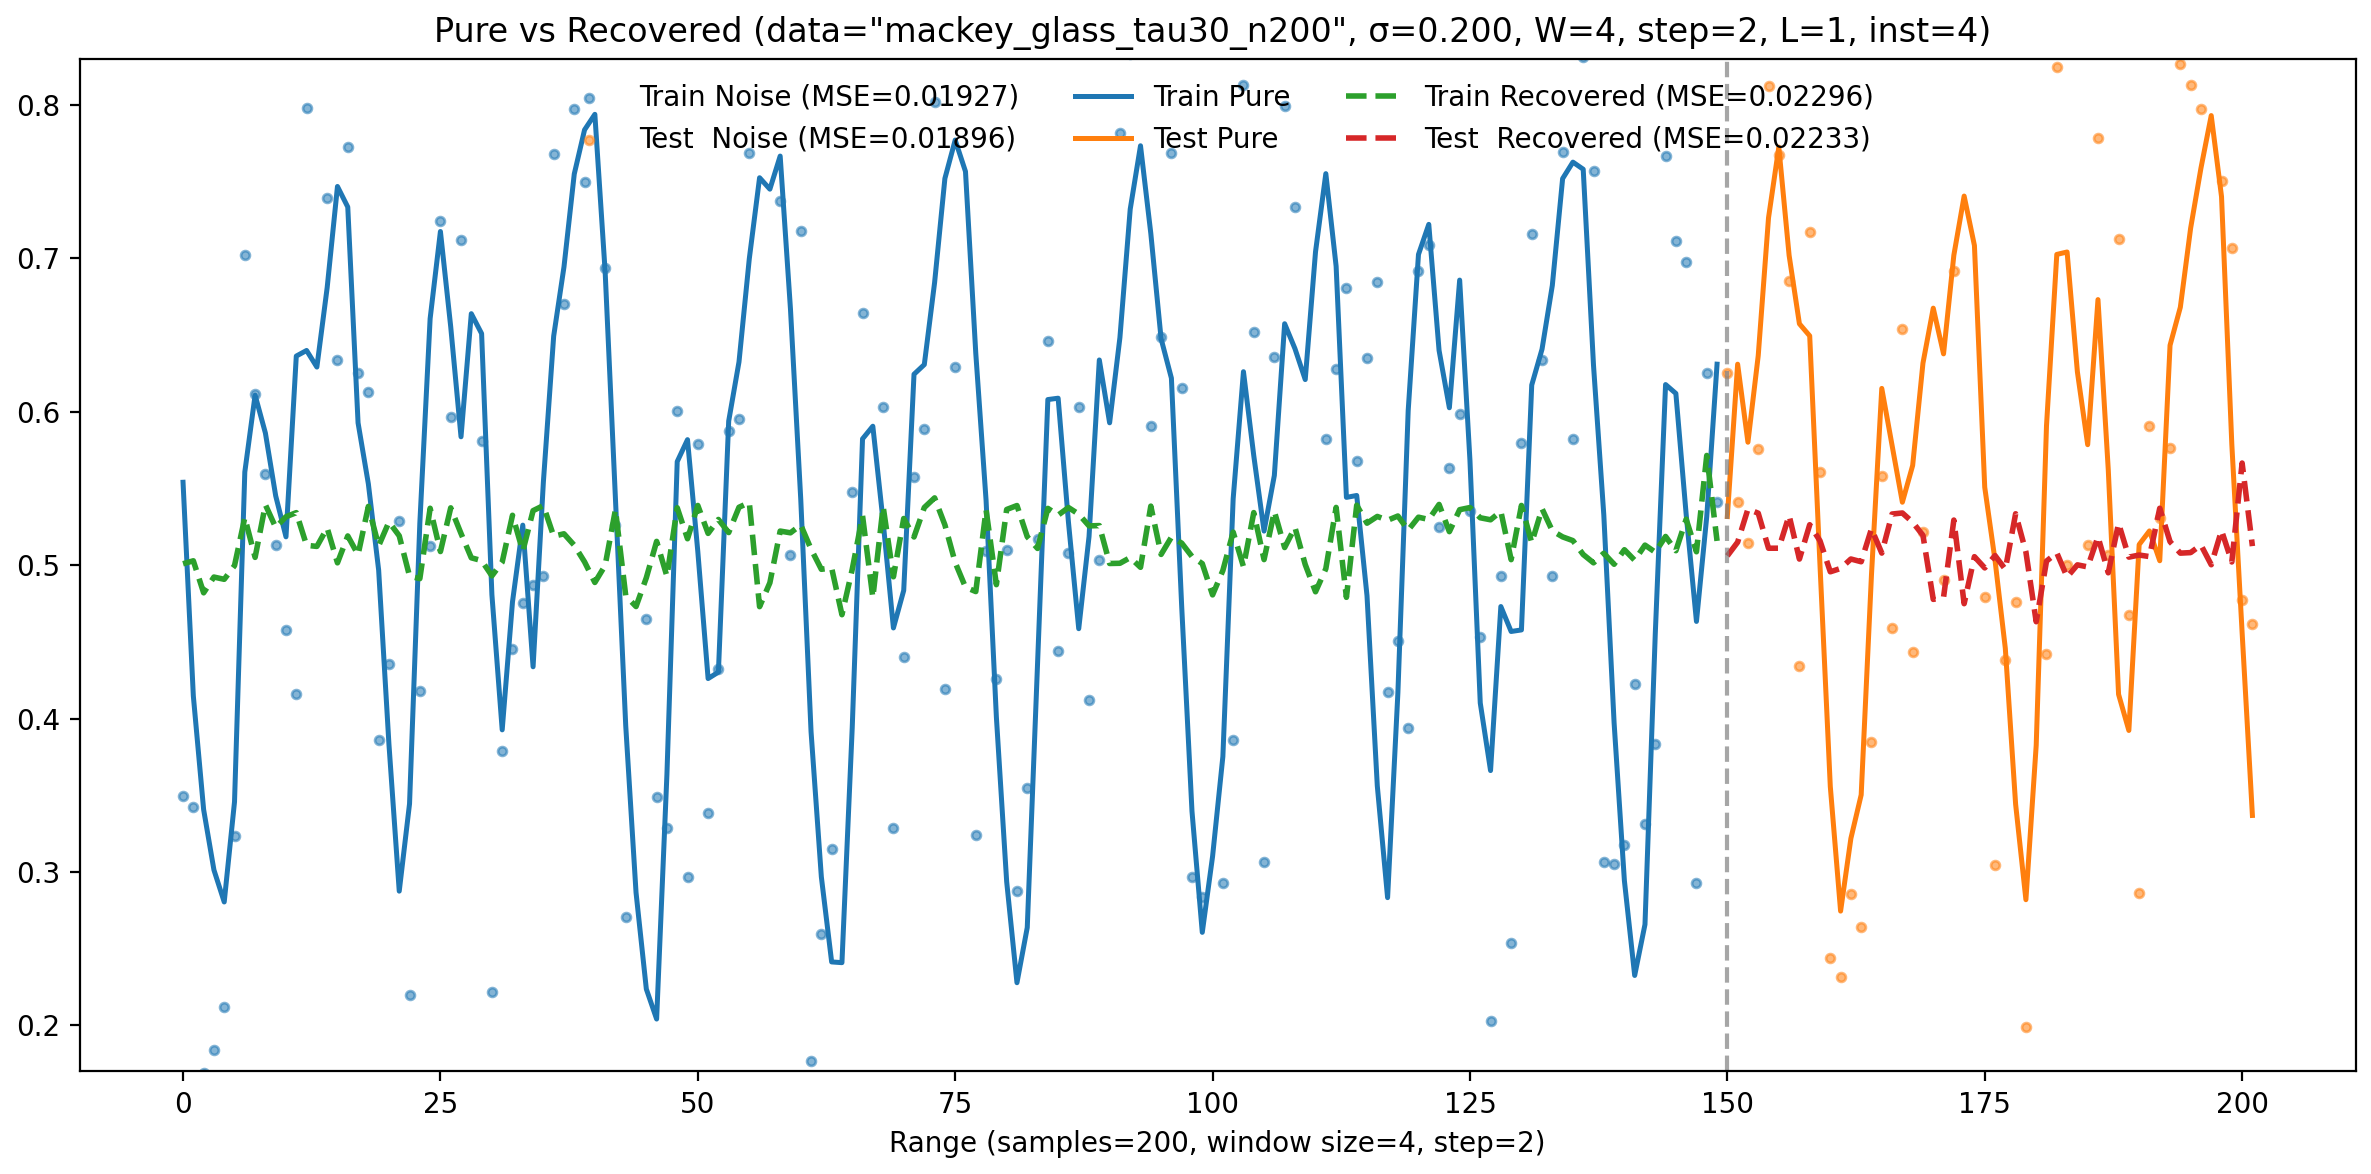 Pure vs Recovered (data="mackey_glass_tau30_n200", σ=0.200, W=4, step=2, L=1, inst=4)
Train Noise (MSE=0.01927) Train Pure Train Recovered (MSE=0.02296)
Test  Noise (MSE=0.01896) Test Pure Test  Recovered (MSE=0.02233)
0.8
0.7
0.6
0.5
0.4
0.3
0.2
0 25 50 75 100 125 150 175 200
Range (samples=200, window size=4, step=2)